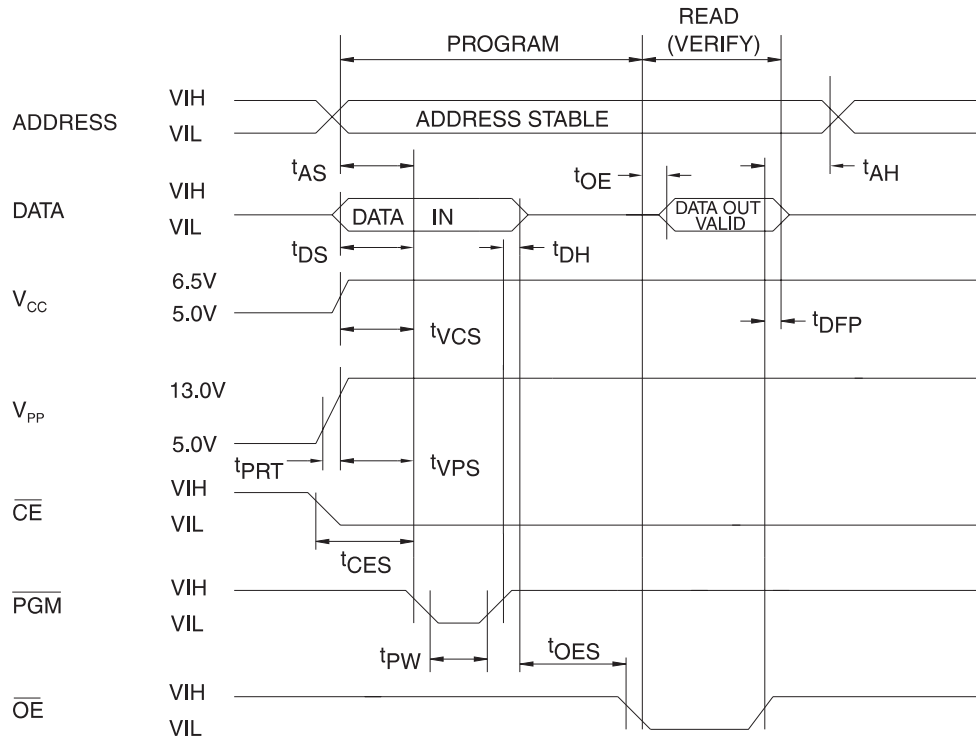 READ
(VERIFY)
PROGRAM
ADDRESS
VIH
VIL
ADDRESS STABLE
tAS
tOE
tAH
DATA
VIH
VIL
DATA IN
DATA OUT
VALID
tDS
tDH
VCC
6.5V
5.0V
tVCS
tDFP
VPP
13.0V
5.0V
tPRT
tVPS
CE
VIH
VIL
tCES
PGM
VIH
VIL
tPW
tOES
OE
VIH
VIL